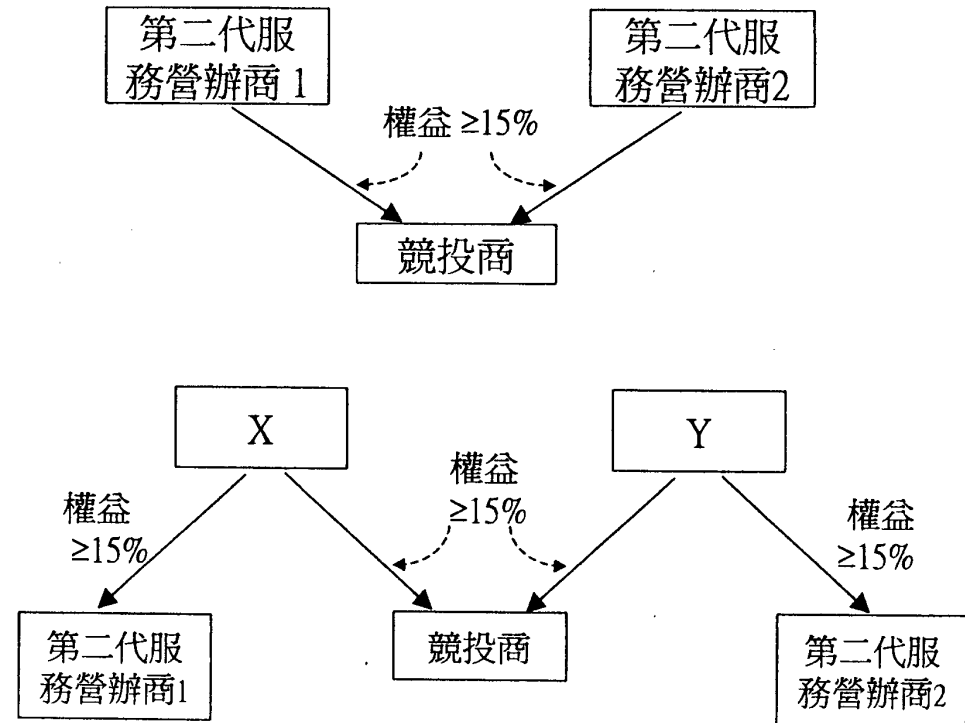 第二代服
務營辦商 1
第二代服
務營辦商2
權益 ≥15%
競投商
X
Y
權益
≥15%
權益
≥15%
權益
≥15%
第二代服
務營辦商1
競投商
第二代服
務營辦商2